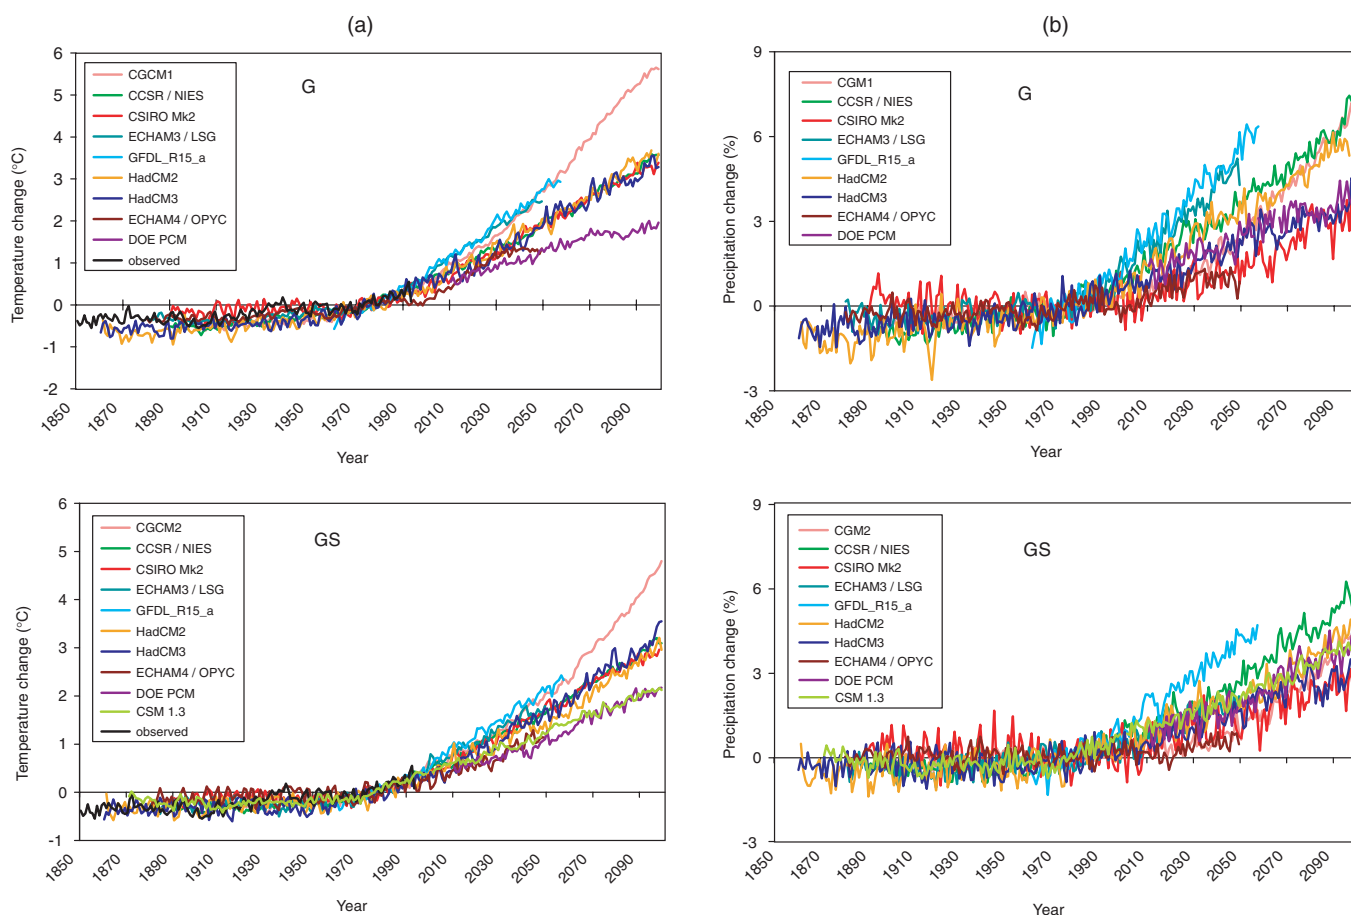 (a)
6
5
4
3
2
1
0
-1
-2
Temperature change (°C)
G
CGCM1
CCSR / NIES
CSIRO Mk2
ECHAM3 / LSG
GFDL_R15_a
HadCM2
HadCM3
ECHAM4 / OPYC
DOE PCM
observed
1850
1870
1890
1910
1930
1950
1970
1990
2010
2030
2050
2070
2090
Year
(b)
9
6
3
0
-3
Precipitation change (%)
G
CGM1
CCSR / NIES
CSIRO Mk2
ECHAM3 / LSG
GFDL_R15_a
HadCM2
HadCM3
ECHAM4 / OPYC
DOE PCM
1850
1870
1890
1910
1930
1950
1970
1990
2010
2030
2050
2070
2090
Year
6
5
4
3
2
1
0
-1
Temperature change (°C)
GS
CGCM2
CCSR / NIES
CSIRO Mk2
ECHAM3 / LSG
GFDL_R15_a
HadCM2
HadCM3
ECHAM4 / OPYC
DOE PCM
CSM 1.3
observed
1850
1870
1890
1910
1930
1950
1970
1990
2010
2030
2050
2070
2090
Year
9
6
3
0
-3
Precipitation change (%)
GS
CGM2
CCSR / NIES
CSIRO Mk2
ECHAM3 / LSG
GFDL_R15_a
HadCM2
HadCM3
ECHAM4 / OPYC
DOE PCM
CSM 1.3
1850
1870
1890
1910
1930
1950
1970
1990
2010
2030
2050
2070
2090
Year